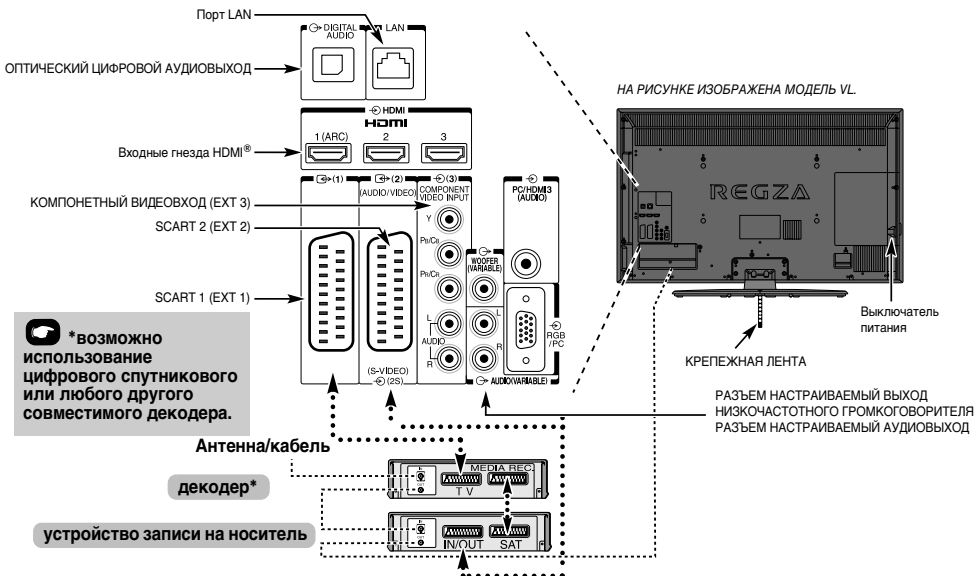 Порт LAN
DIGITAL AUDIO
LAN
ОПТИЧЕСКИЙ ЦИФРОВОЙ АУДИОВЫХОД
НА РИСУНКЕ ИЗОБРАЖЕНА МОДЕЛЬ VL.
HDMI
HDMI
1 (ARC)
2
3
Входные гнезда HDMI®
(1)
(2)
(3)
(AUDIO/VIDEO)
COMPONENT
VIDEO INPUT
PC/HDMI3
(AUDIO)
REGZA
КОМПОНЕТНЫЙ ВИДЕОВХОД (EXT 3)
Y
SCART 2 (EXT 2)
PB/CB
WOOFER
(VARIABLE)
PR/CR
SCART 1 (EXT 1)
L
AUDIO
R
L
R
RGB
/PC
Выключатель
питания
*возможно
использование
цифрового спутникового
или любого другого
совместимого декодера.
КРЕПЕЖНАЯ ЛЕНТА
(S-VIDEO)
(2S)
AUDIO(VARIABLE)
РАЗЪЕМ НАСТРАИВАЕМЫЙ ВЫХОД
НИЗКОЧАСТОТНОГО ГРОМКОГОВОРИТЕЛЯ
РАЗЪЕМ НАСТРАИВАЕМЫЙ АУДИОВЫХОД
Антенна/кабель
IN
OUT
MEDIA REC.
TV
декодер*
устройство записи на носитель
IN
OUT
IN/OUT
SAT